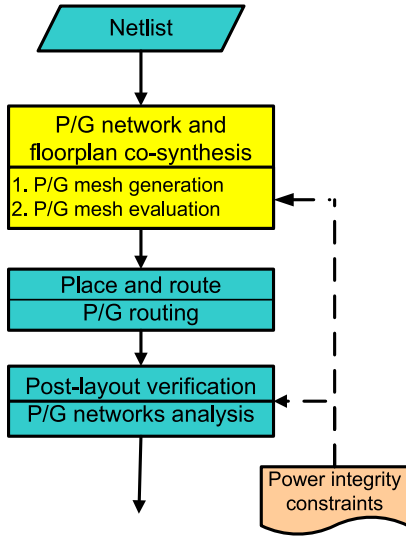 Netlist
P/G network and
floorplan co-synthesis
1. P/G mesh generation
2. P/G mesh evaluation
Place and route
P/G routing
Post-layout verification
P/G networks analysis
Power integrity
constraints